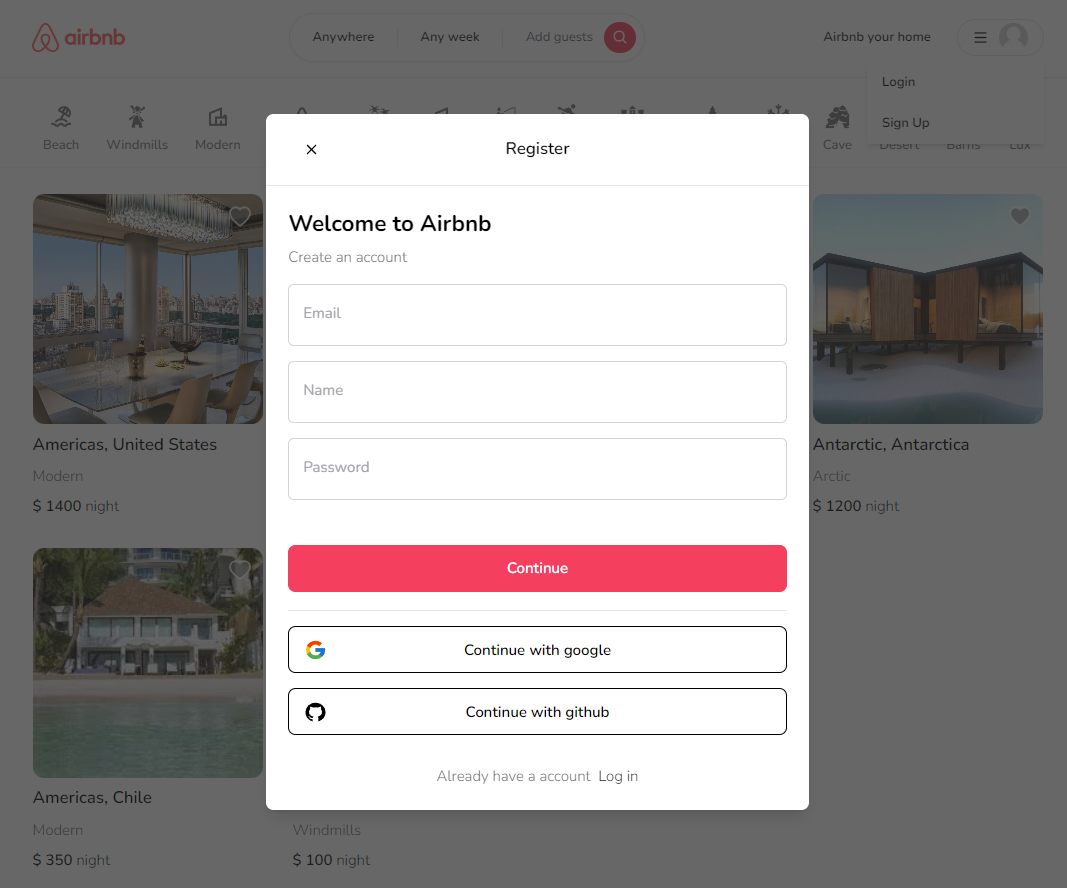 airbnb
Anywhere
Any week
Add guests
Airbnb your home
Login
Sign Up
Beach
Windmills
Modern
Cave
Desert
Barns
Lux
Register
Welcome to Airbnb
Create an account
Email
Name
Password
Continue
Continue with google
Continue with github
Already have a account Log in
Americas, United States
Modern
$ 1400 night
Antarctic, Antarctica
Arctic
$ 1200 night
Americas, Chile
Modern
$ 350 night
Windmills
$ 100 night